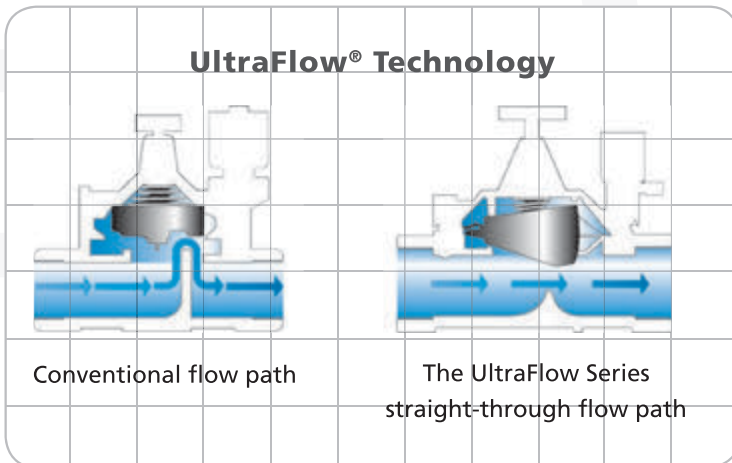 UltraFlow® Technology
Conventional flow path
The UltraFlow Series
straight-through flow path